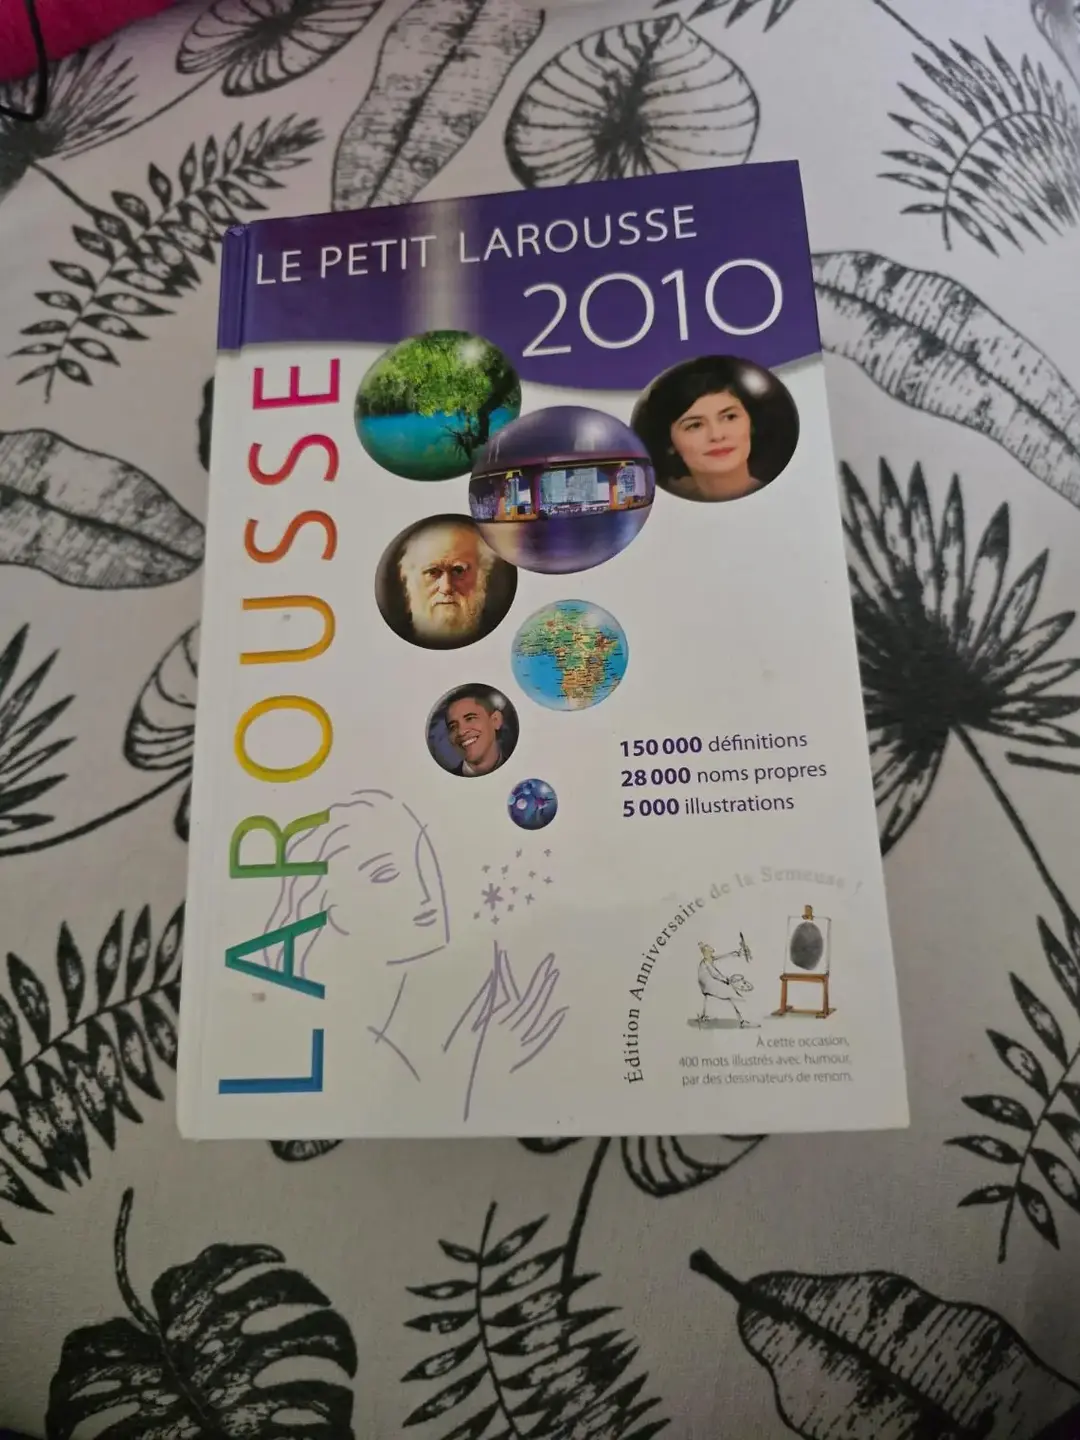 LE PETIT LAROUSSE
2010
LAROUSSE
150 000 définitions
28 000 noms propres
5 000 illustrations
Édition Anniversaire de la Semeuse !
À cette occasion,
400 mots illustrés avec humour,
par des dessinateurs de renom.